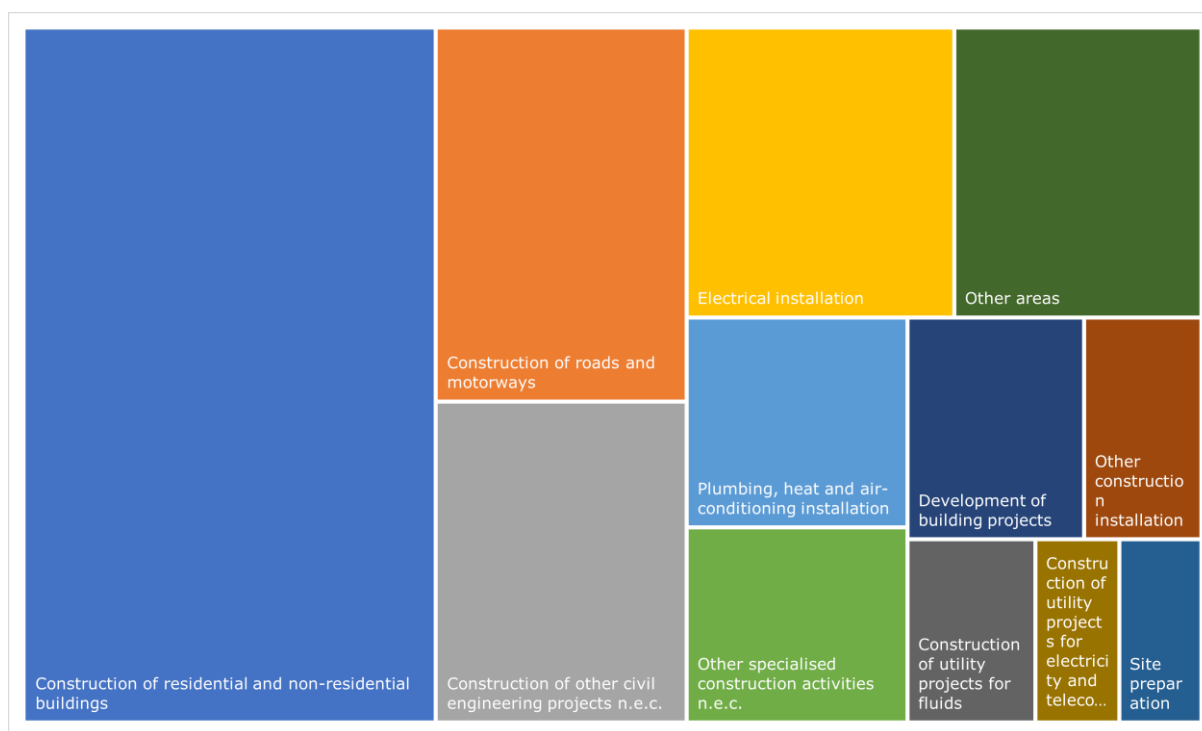 Construction of residential and non-residential
buildings
Construction of roads and
motorways
Construction of other civil
engineering projects n.e.c.
Electrical installation
Other areas
Plumbing, heat and air-
conditioning installation
Development of
building projects
Other
constructio
n
installation
Other specialised
construction activities
n.e.c.
Construction
of utility
projects for
fluids
Constru
ction of
utility
project
s for
electrici
ty and
teleco...
Site
prepar
ation